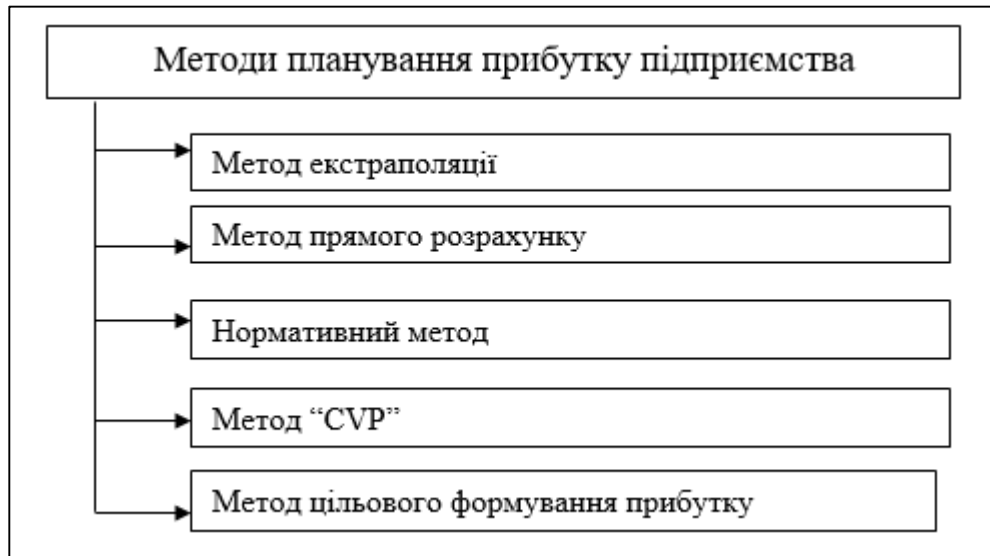 Методи планування прибутку підприємства
Метод екстраполяції
Метод прямого розрахунку
Нормативний метод
Метод “CVP”
Метод цільового формування прибутку